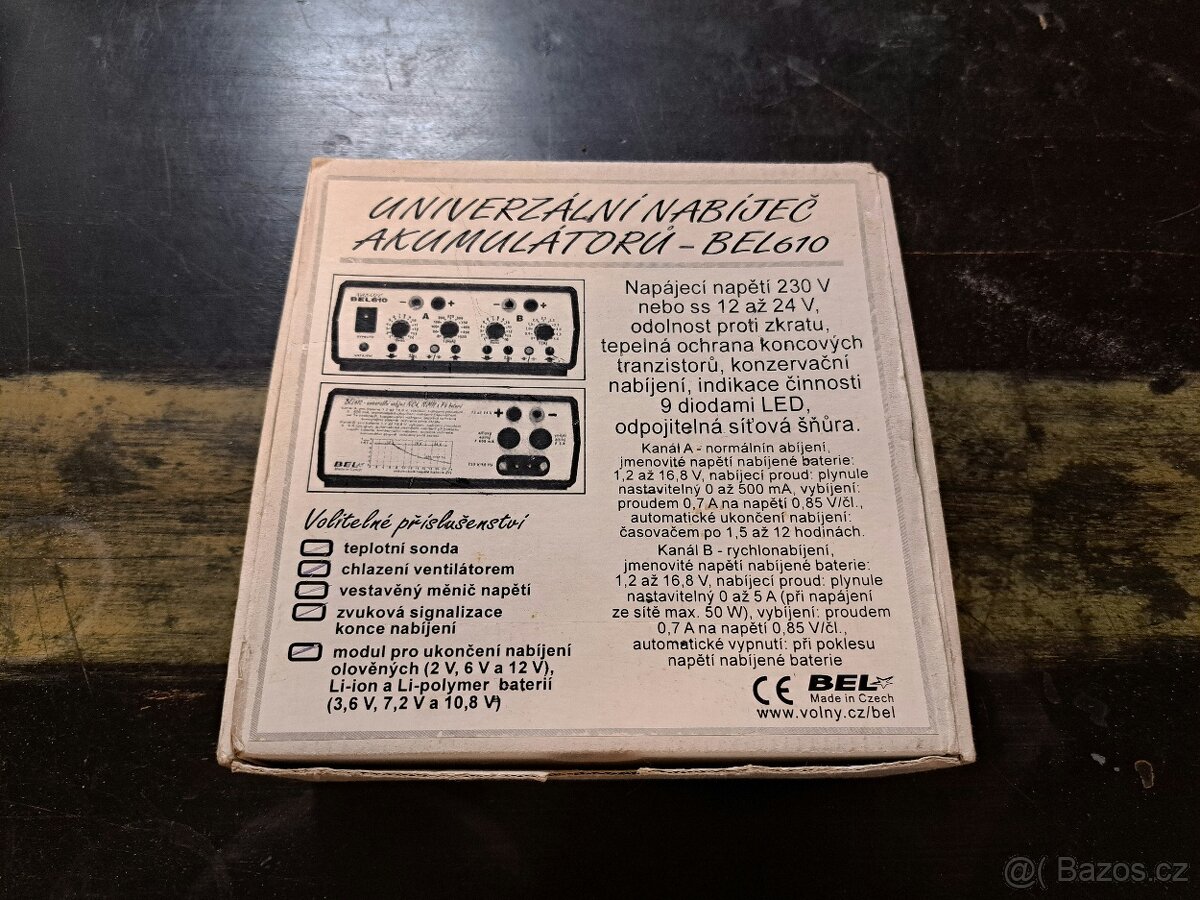 UNIVERZÁLNÍ NABÍJEČ
AKUMULÁTORŮ – BEL610
BEL610
A
B
BEL
Napájecí napětí 230 V
nebo ss 12 až 24 V,
odolnost proti zkratu,
tepelná ochrana koncových
tranzistorů, konzervační
nabíjení, indikace činnosti
9 diodami LED,
odpojitelná síťová šňůra.
Kanál A - normálnín abíjení,
jmenovité napětí nabíjené baterie:
1,2 až 16,8 V, nabíjecí proud: plynule
nastavitelný 0 až 500 mA, vybíjení:
proudem 0,7 A na napětí 0,85 V/čl.,
automatické ukončení nabíjení:
časovačem po 1,5 až 12 hodinách.
Kanál B - rychlonabíjení,
jmenovité napětí nabíjené baterie:
1,2 až 16,8 V, nabíjecí proud: plynule
nastavitelný 0 až 5 A (při napájení
ze sítě max. 50 W), vybíjení: proudem
0,7 A na napětí 0,85 V/čl.,
automatické vypnutí: při poklesu
napětí nabíjené baterie
Volitelné příslušenství
teplotní sonda
chlazení ventilátorem
vestavěný měnič napětí
zvuková signalizace
konce nabíjení
modul pro ukončení nabíjení
olověných (2 V, 6 V a 12 V),
Li-ion a Li-polymer baterií
(3,6 V, 7,2 V a 10,8 V)
CE BEL
Made in Czech
www.volny.cz/bel
@( Bazos.cz